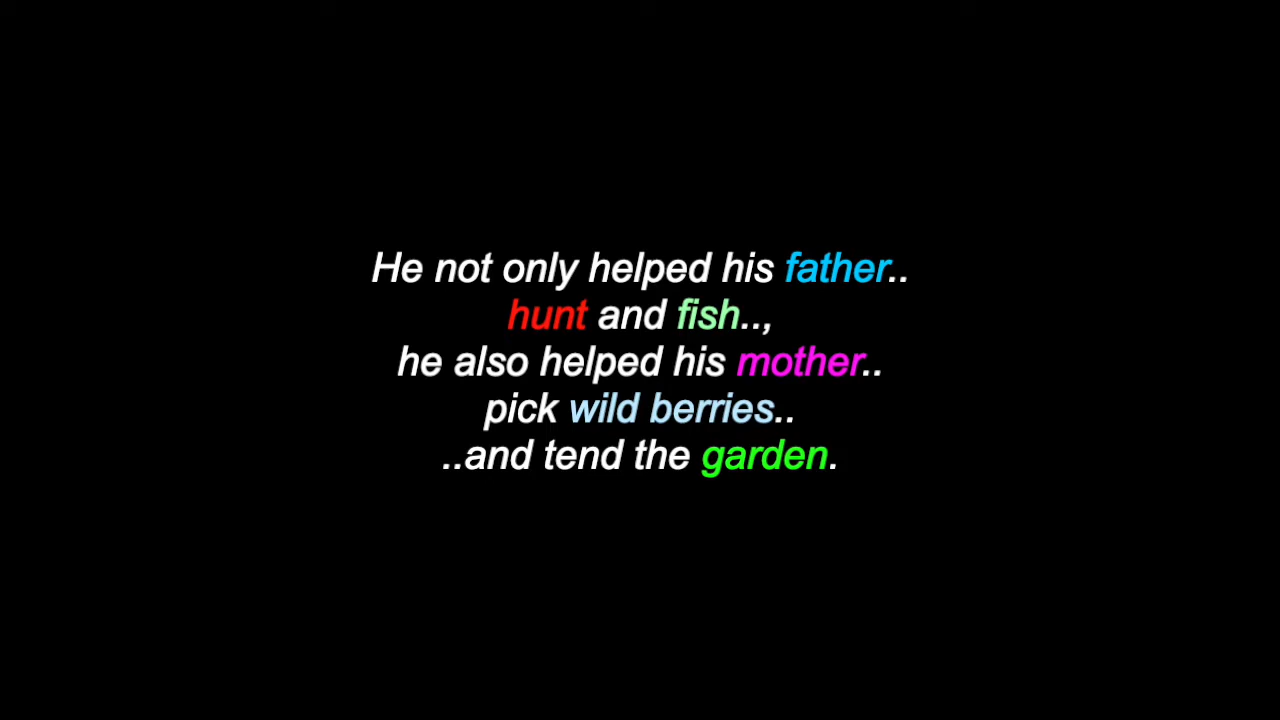 He not only helped his father..
hunt and fish..,
he also helped his mother..
pick wild berries..
..and tend the garden.